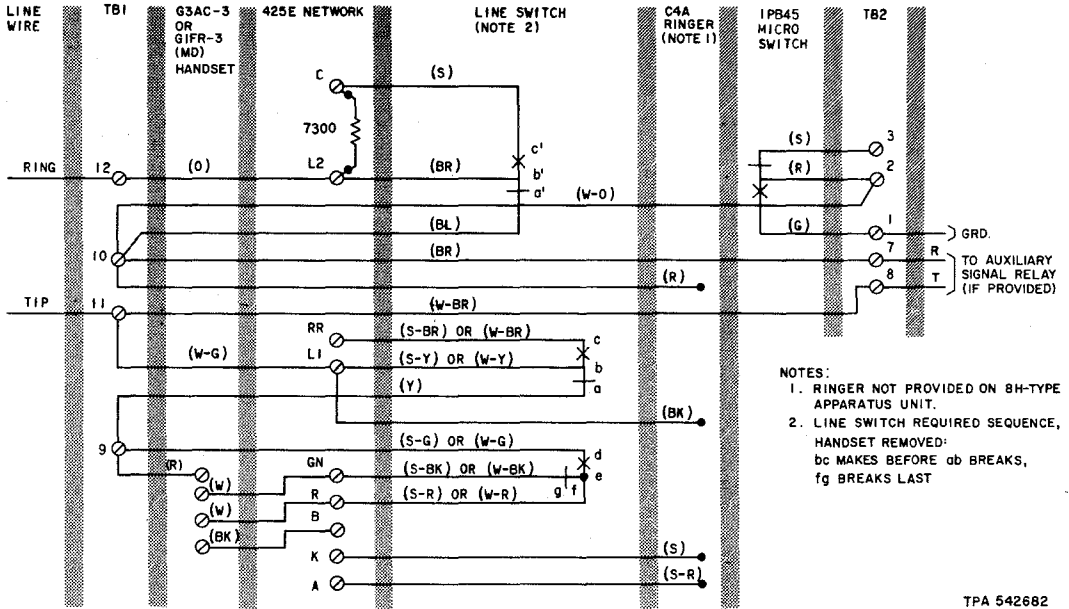 LINE WIRE
TB1
G3AC-3 OR G1FR-3 (MD) HANDSET
425E NETWORK
LINE SWITCH (NOTE 2)
C4A RINGER (NOTE 1)
1PB45 MICRO SWITCH
TB2
C
(S)
7300
c'
(S)
3
RING
12
(O)
L2
(BR)
b'
a'
(R)
2
(W-O)
(BL)
(G)
1
GRD.
10
(BR)
7
R
TO AUXILIARY SIGNAL RELAY (IF PROVIDED)
(R)
8
T
TIP
11
(W-BR)
RR
(S-BR) OR (W-BR)
c
(W-G)
L1
(S-Y) OR (W-Y)
b
(Y)
a
(BK)
9
(S-G) OR (W-G)
d
(R)
GN
(S-BK) OR (W-BK)
e
(W)
g
f
R
(S-R) OR (W-R)
(W)
B
(BK)
K
(S)
A
(S-R)
NOTES:
1. RINGER NOT PROVIDED ON 8H-TYPE
APPARATUS UNIT.
2. LINE SWITCH REQUIRED SEQUENCE,
HANDSET REMOVED:
bc MAKES BEFORE ab BREAKS,
fg BREAKS LAST
TPA 542682